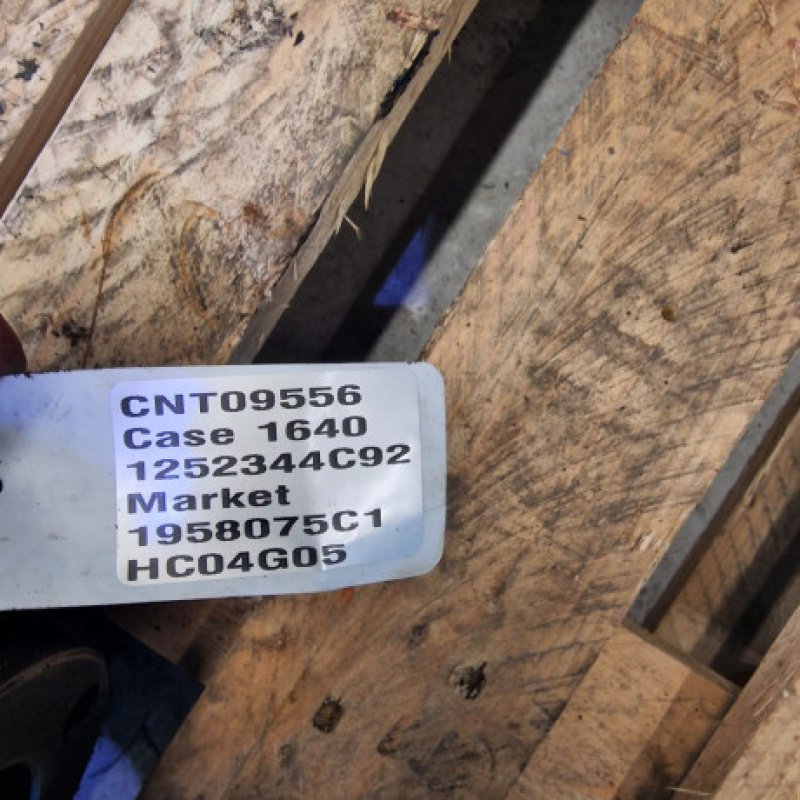 CNT09556
Case 1640
1252344C92
Market
1958075C1
HC04G05